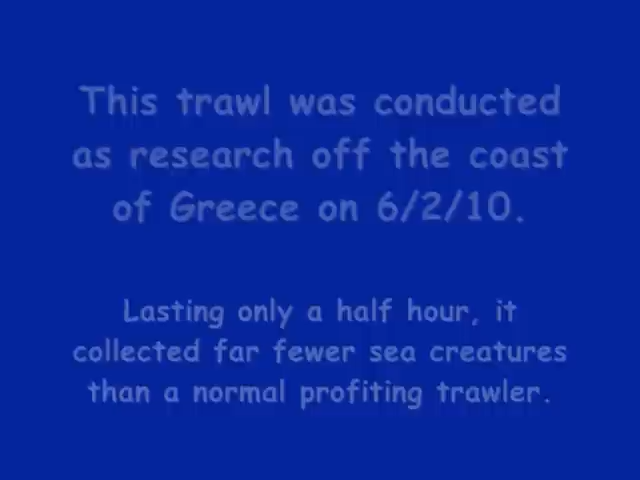 This trawl was conducted
as research off the coast
of Greece on 6/2/10.
Lasting only a half hour, it
collected far fewer sea creatures
than a normal profiting trawler.